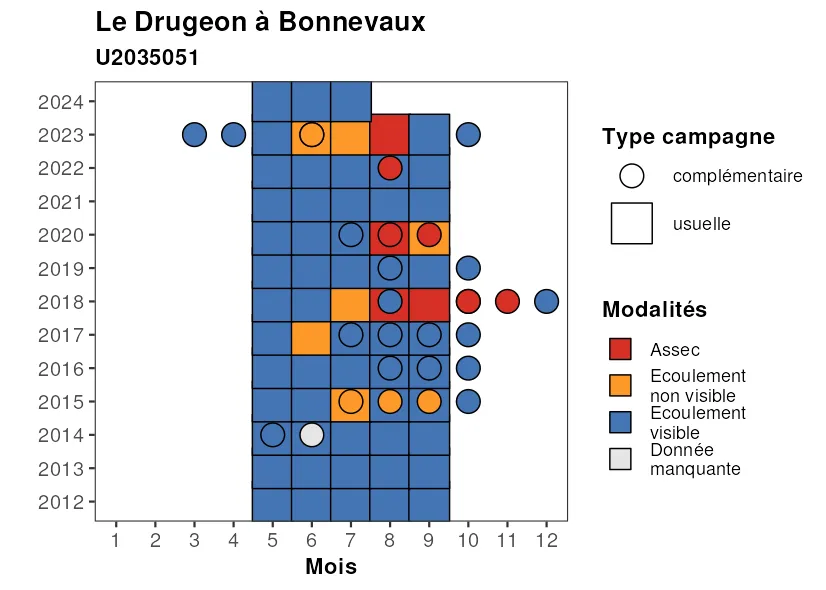 Le Drugeon à Bonnevaux
U2035051
2024
2023
2022
2021
2020
2019
2018
2017
2016
2015
2014
2013
2012
1 2 3 4 5 6 7 8 9 10 11 12
Mois
Type campagne
complémentaire
usuelle
Modalités
Assec
Ecoulement
non visible
Ecoulement
visible
Donnée
manquante